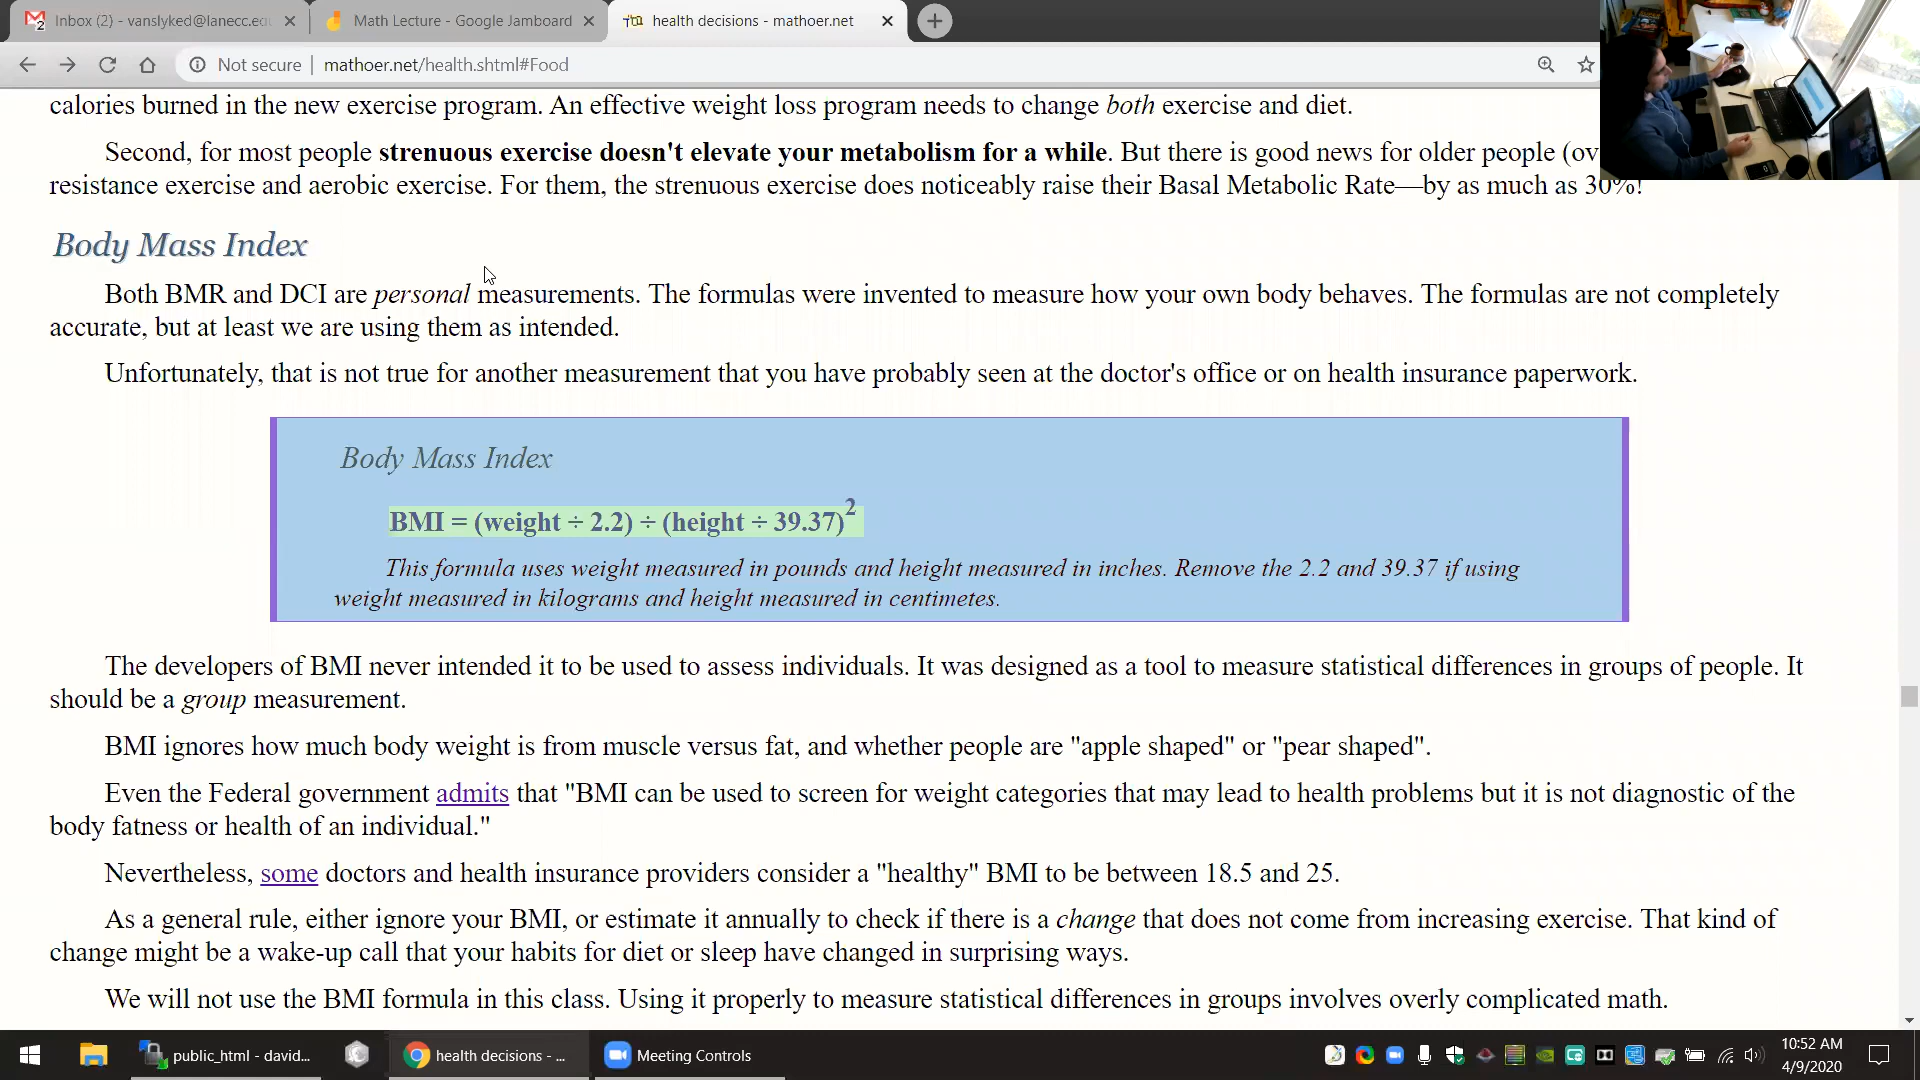 Inbox (2) - vanslyked@lanecc.edu
Math Lecture - Google Jamboard
health decisions - mathoer.net
Not secure
mathoer.net/health.shtml#Food
calories burned in the new exercise program. An effective weight loss program needs to change both exercise and diet.
Second, for most people strenuous exercise doesn't elevate your metabolism for a while. But there is good news for older people (ov
resistance exercise and aerobic exercise. For them, the strenuous exercise does noticeably raise their Basal Metabolic Rate—by as much as 30%!
Body Mass Index
Both BMR and DCI are personal measurements. The formulas were invented to measure how your own body behaves. The formulas are not completely
accurate, but at least we are using them as intended.
Unfortunately, that is not true for another measurement that you have probably seen at the doctor's office or on health insurance paperwork.
Body Mass Index
BMI = (weight ÷ 2.2) ÷ (height ÷ 39.37)²
This formula uses weight measured in pounds and height measured in inches. Remove the 2.2 and 39.37 if using
weight measured in kilograms and height measured in centimetes.
The developers of BMI never intended it to be used to assess individuals. It was designed as a tool to measure statistical differences in groups of people. It
should be a group measurement.
BMI ignores how much body weight is from muscle versus fat, and whether people are "apple shaped" or "pear shaped".
Even the Federal government admits that "BMI can be used to screen for weight categories that may lead to health problems but it is not diagnostic of the
body fatness or health of an individual."
Nevertheless, some doctors and health insurance providers consider a "healthy" BMI to be between 18.5 and 25.
As a general rule, either ignore your BMI, or estimate it annually to check if there is a change that does not come from increasing exercise. That kind of
change might be a wake-up call that your habits for diet or sleep have changed in surprising ways.
We will not use the BMI formula in this class. Using it properly to measure statistical differences in groups involves overly complicated math.
public_html - david...
health decisions - ...
Meeting Controls
10:52 AM
4/9/2020